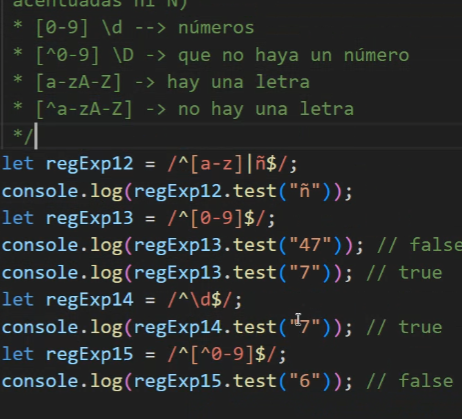 acentuadas ni Ñ)
* [0-9] \d --> números
* [^0-9] \D -> que no haya un número
* [a-zA-Z] -> hay una letra
* [^a-zA-Z] -> no hay una letra
*/
let regExp12 = /^[a-z]|ñ$/;
console.log(regExp12.test("ñ"));
let regExp13 = /^[0-9]$/;
console.log(regExp13.test("47")); // false
console.log(regExp13.test("7")); // true
let regExp14 = /^\d$/;
console.log(regExp14.test("7")); // true
let regExp15 = /^[^0-9]$/;
console.log(regExp15.test("6")); // false